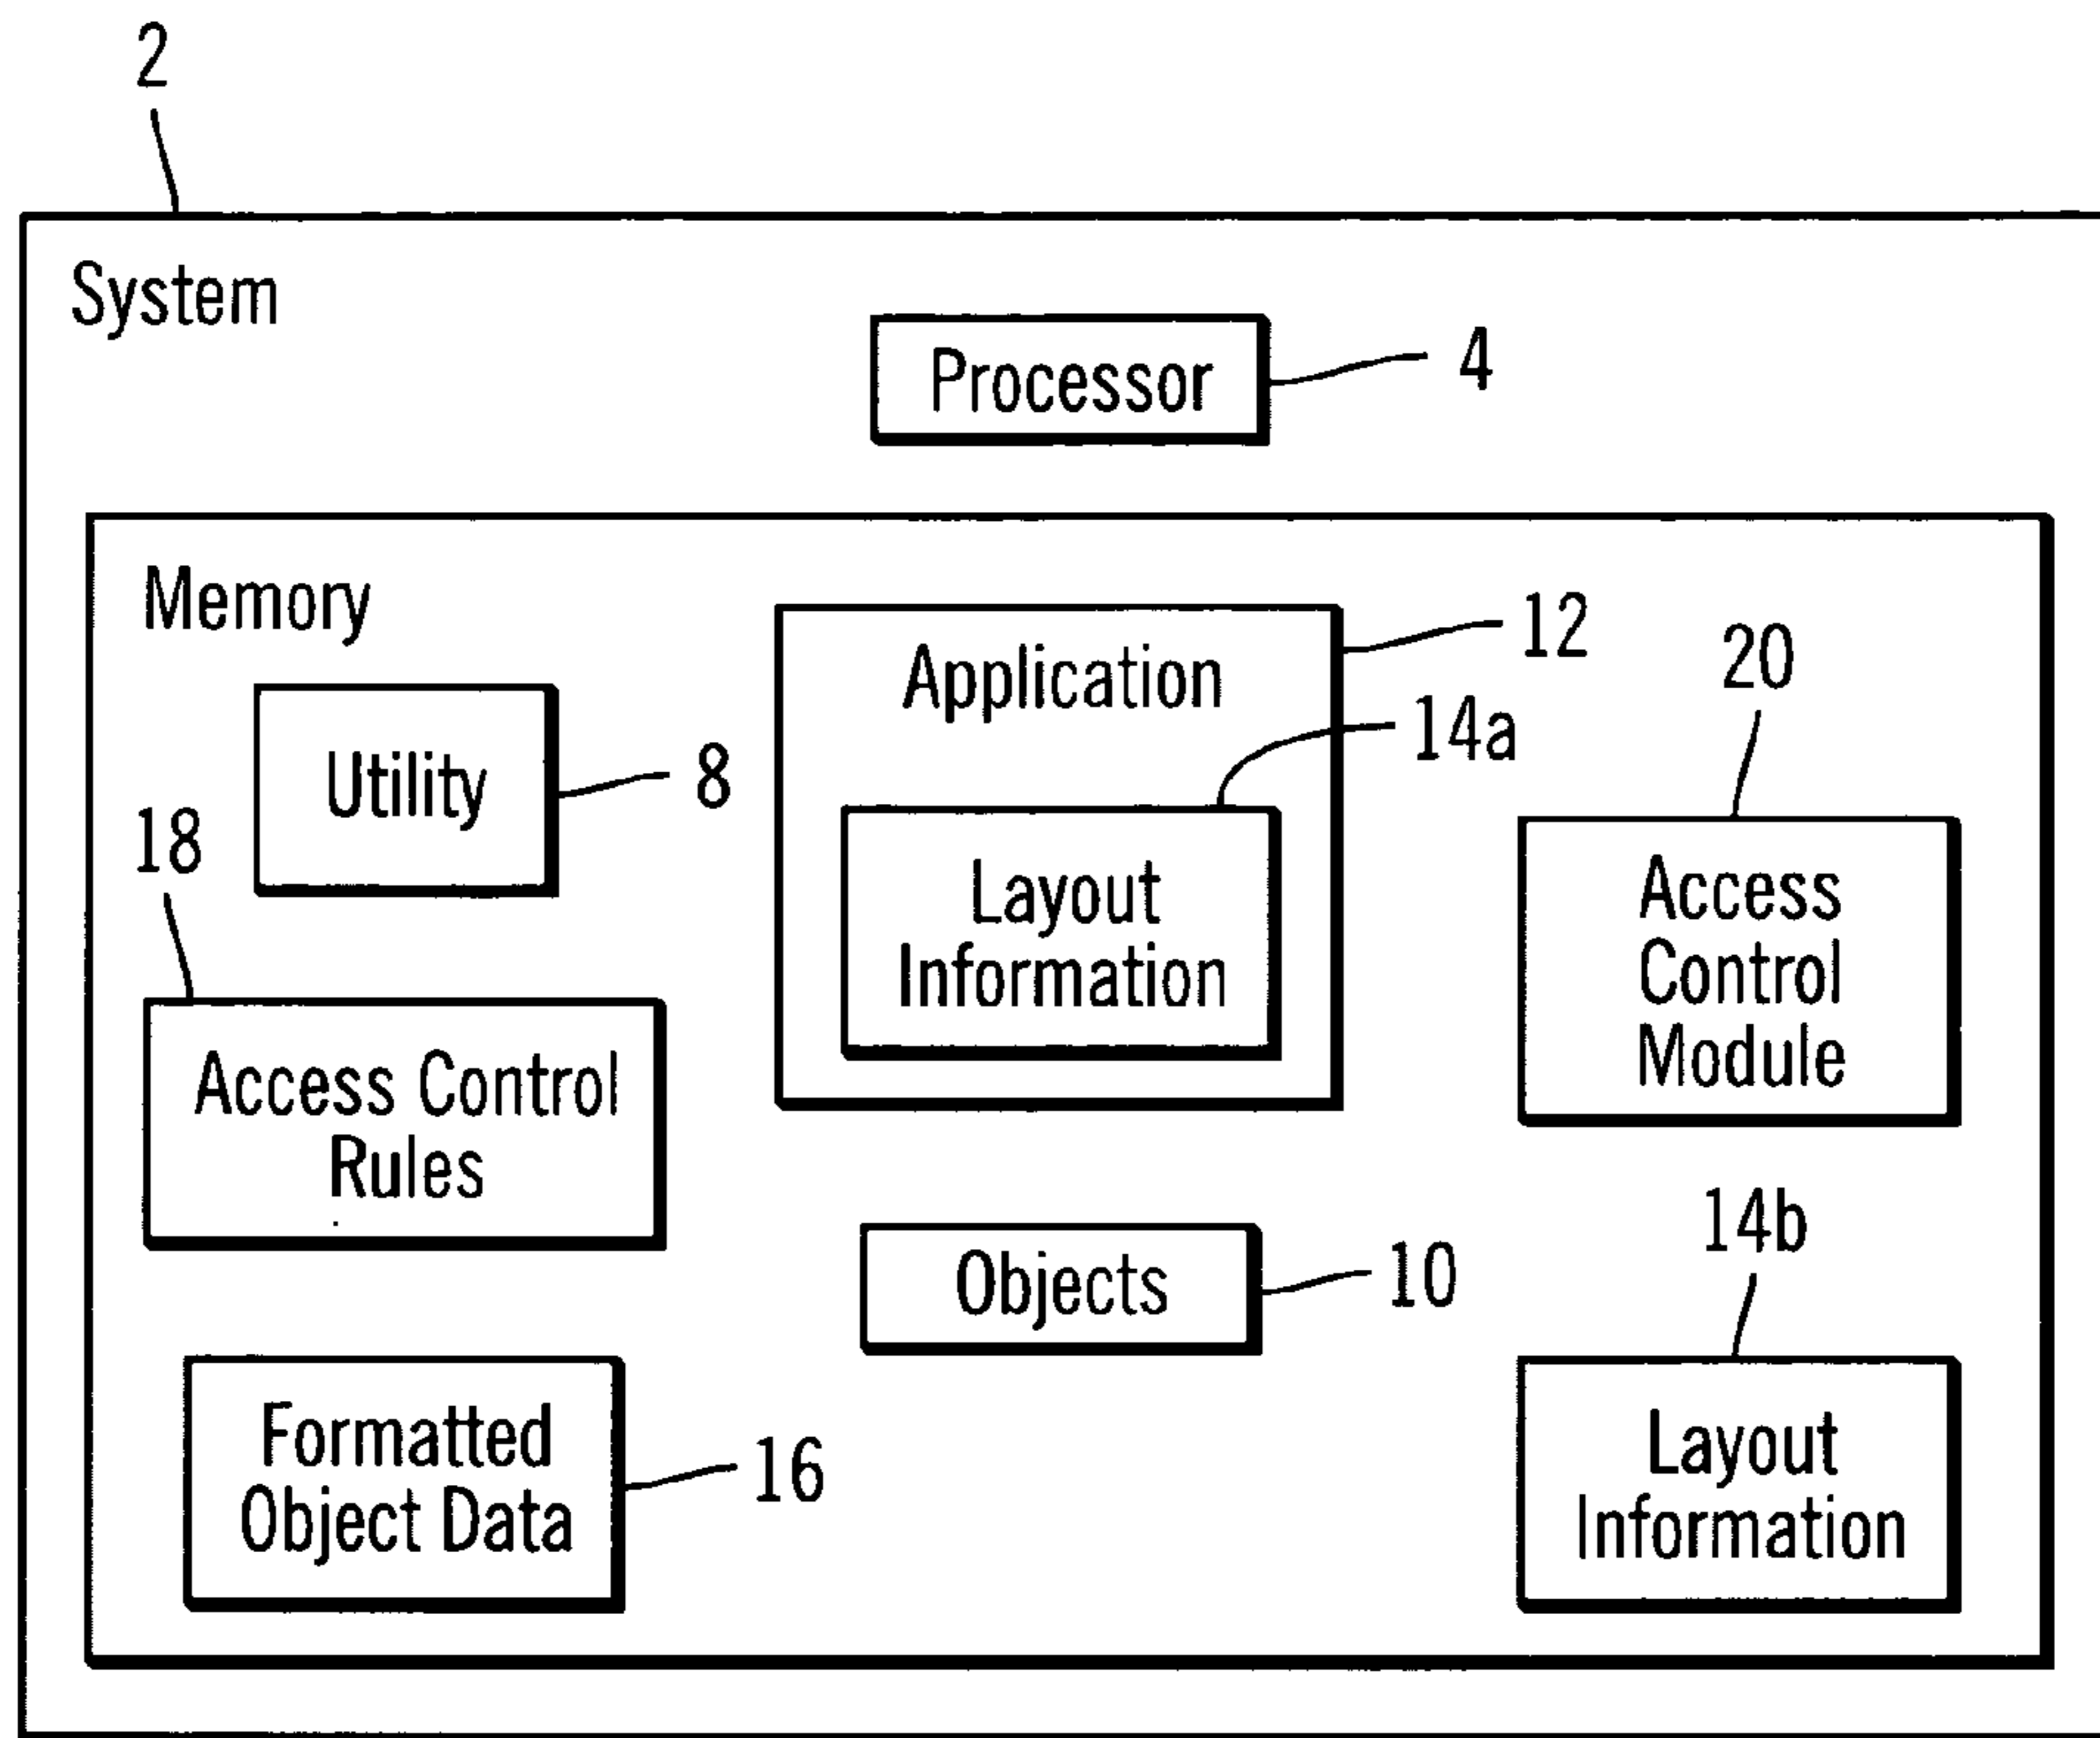 2
System
Processor
4
Memory
Application
12
20
14a
Utility
8
18
Layout
Information
Access
Control
Module
Access Control
Rules
14b
Objects
10
Formatted
Object Data
16
Layout
Information